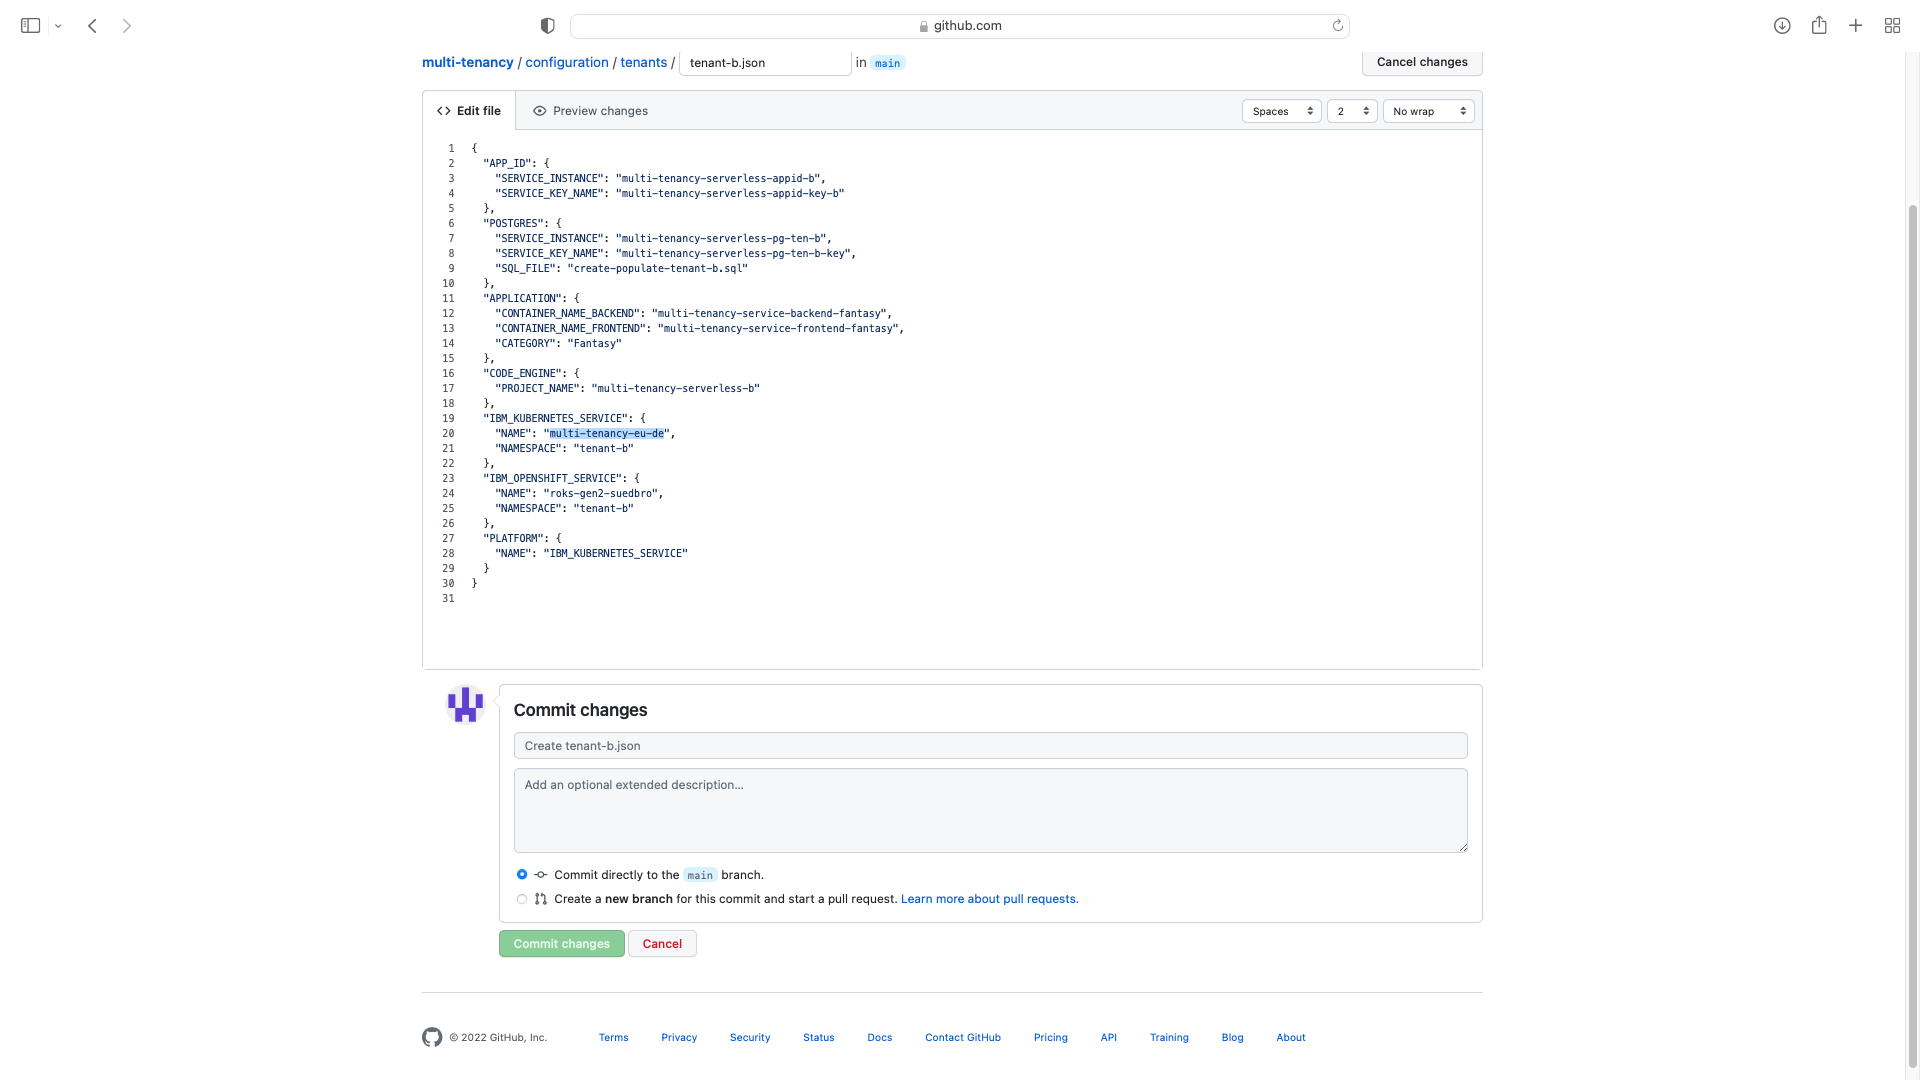 github.com
multi-tenancy / configuration / tenants / tenant-b.json in main Cancel changes
Edit file Preview changes Spaces 2 No wrap
1 {
2 "APP_ID": {
3 "SERVICE_INSTANCE": "multi-tenancy-serverless-appid-b",
4 "SERVICE_KEY_NAME": "multi-tenancy-serverless-appid-key-b"
5 },
6 "POSTGRES": {
7 "SERVICE_INSTANCE": "multi-tenancy-serverless-pg-ten-b",
8 "SERVICE_KEY_NAME": "multi-tenancy-serverless-pg-ten-b-key",
9 "SQL_FILE": "create-populate-tenant-b.sql"
10 },
11 "APPLICATION": {
12 "CONTAINER_NAME_BACKEND": "multi-tenancy-service-backend-fantasy",
13 "CONTAINER_NAME_FRONTEND": "multi-tenancy-service-frontend-fantasy",
14 "CATEGORY": "Fantasy"
15 },
16 "CODE_ENGINE": {
17 "PROJECT_NAME": "multi-tenancy-serverless-b"
18 },
19 "IBM_KUBERNETES_SERVICE": {
20 "NAME": "multi-tenancy-eu-de",
21 "NAMESPACE": "tenant-b"
22 },
23 "IBM_OPENSHIFT_SERVICE": {
24 "NAME": "roks-gen2-suedbro",
25 "NAMESPACE": "tenant-b"
26 },
27 "PLATFORM": {
28 "NAME": "IBM_KUBERNETES_SERVICE"
29 }
30 }
31
Commit changes
Create tenant-b.json
Add an optional extended description...
Commit directly to the main branch.
Create a new branch for this commit and start a pull request. Learn more about pull requests.
Commit changes Cancel
© 2022 GitHub, Inc. Terms Privacy Security Status Docs Contact GitHub Pricing API Training Blog About